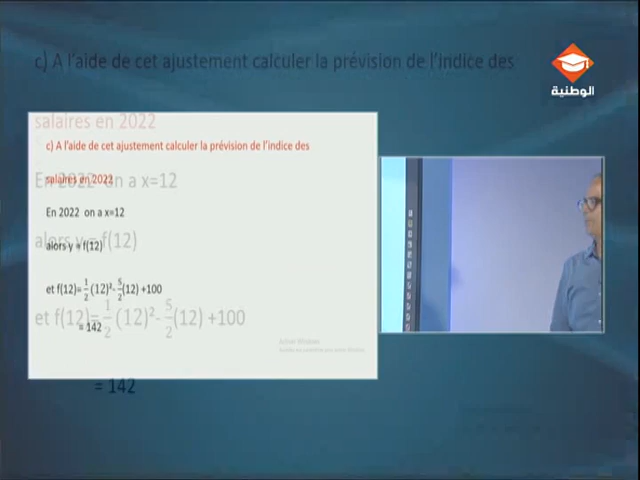 c) A l'aide de cet ajustement calculer la prévision de l'indice des
salaires en 2022
En 2022 on a x=12
alors y = f(12)
et f(12)= 1/2 (12)²- 5/2 (12) +100
= 142
الوطنية
c) A l'aide de cet ajustement calculer la prévision de l'indice des
salaires en 2022
En 2022 on a x=12
alors y = f(12)
et f(12)= 1/2 (12)²- 5/2 (12) +100
= 142